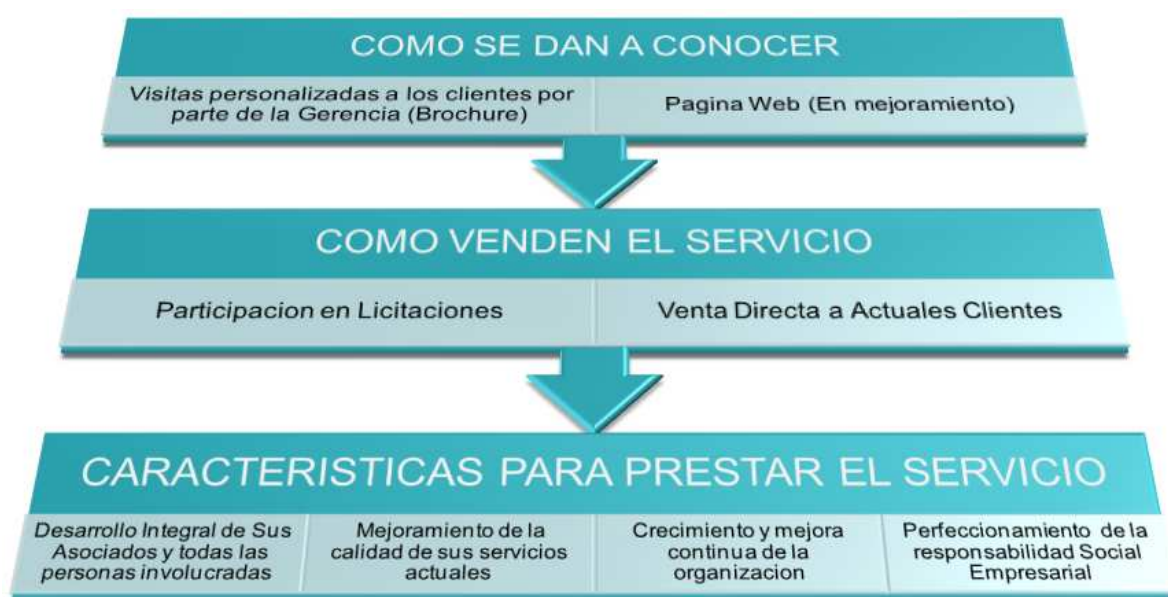 COMO SE DAN A CONOCER
Visitas personalizadas a los clientes por
parte de la Gerencia (Brochure)
Pagina Web (En mejoramiento)
COMO VENDEN EL SERVICIO
Participacion en Licitaciones
Venta Directa a Actuales Clientes
CARACTERISTICAS PARA PRESTAR EL SERVICIO
Desarrollo Integral de Sus
Asociados y todas las
personas involucradas
Mejoramiento de la
calidad de sus servicios
actuales
Crecimiento y mejora
continua de la
organizacion
Perfeccionamiento de la
responsabilidad Social
Empresarial